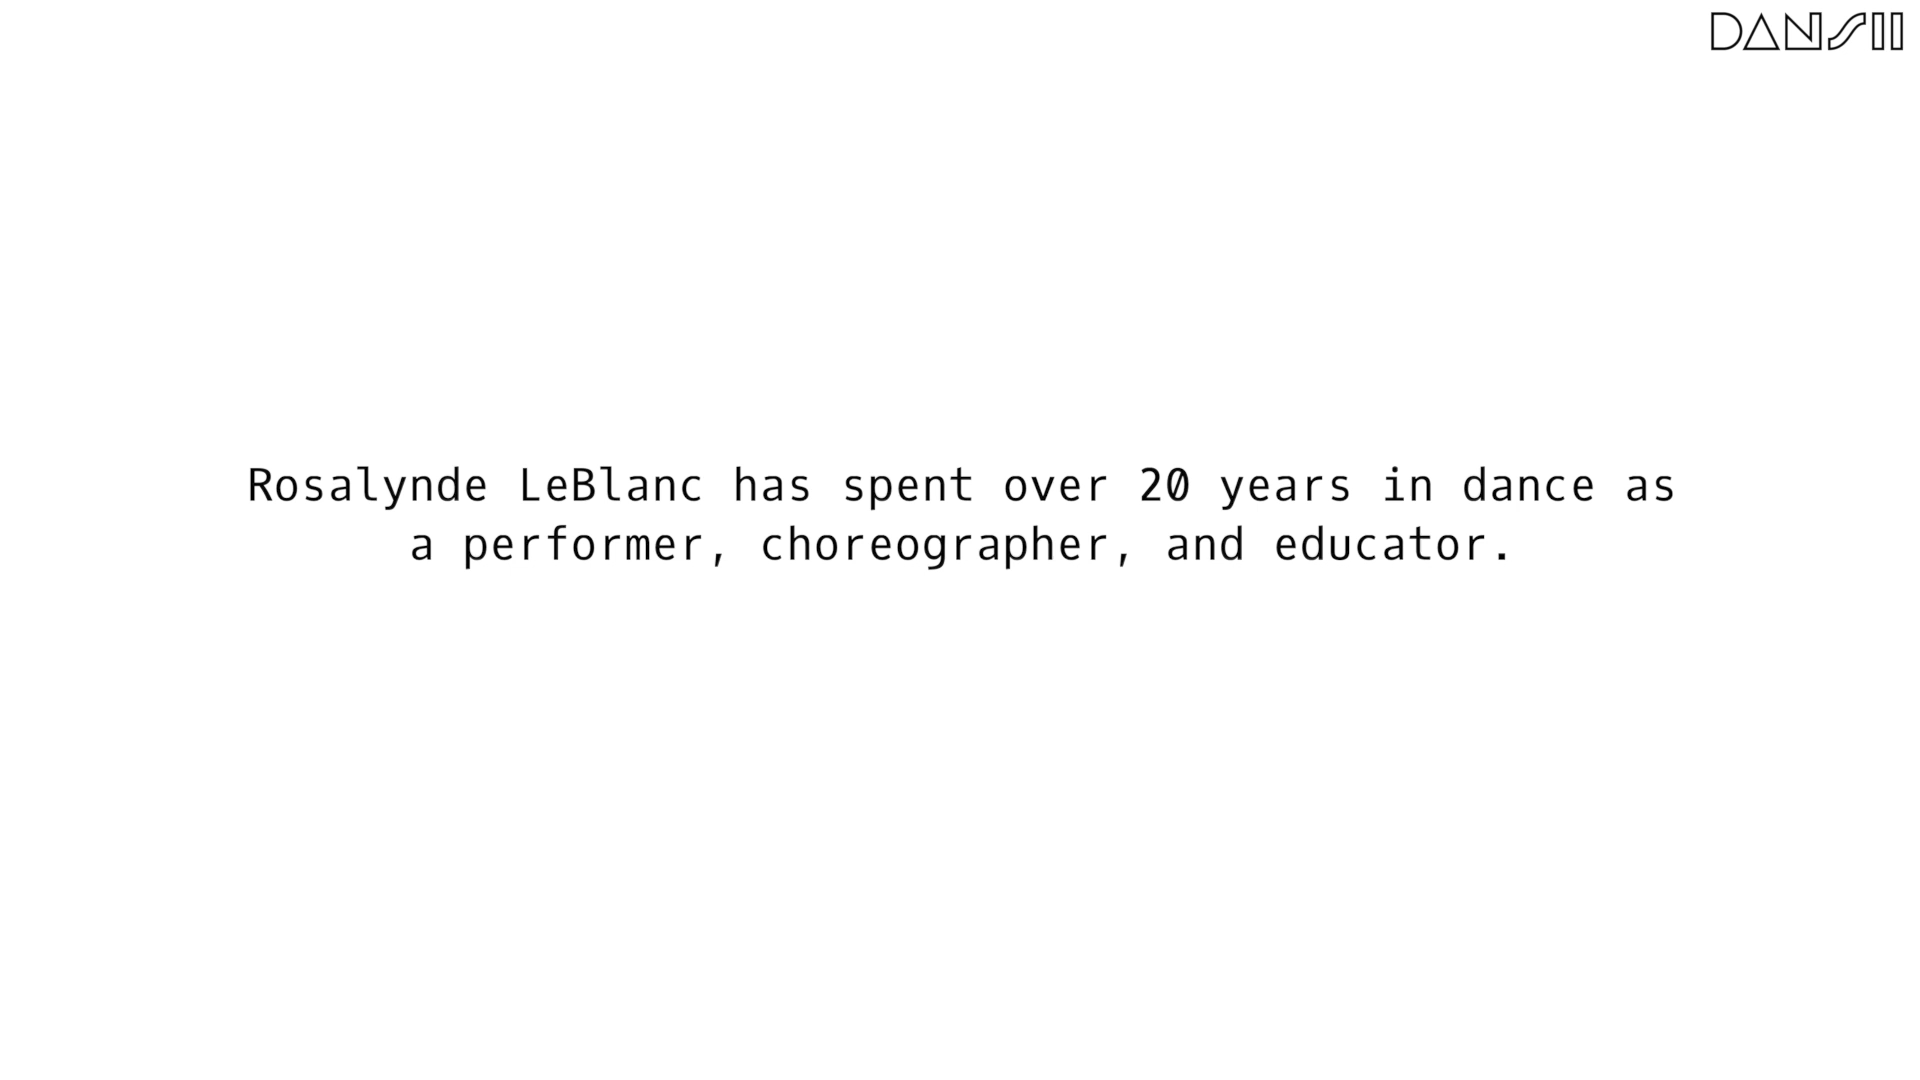 DANSII
Rosalynde LeBlanc has spent over 20 years in dance as
a performer, choreographer, and educator.